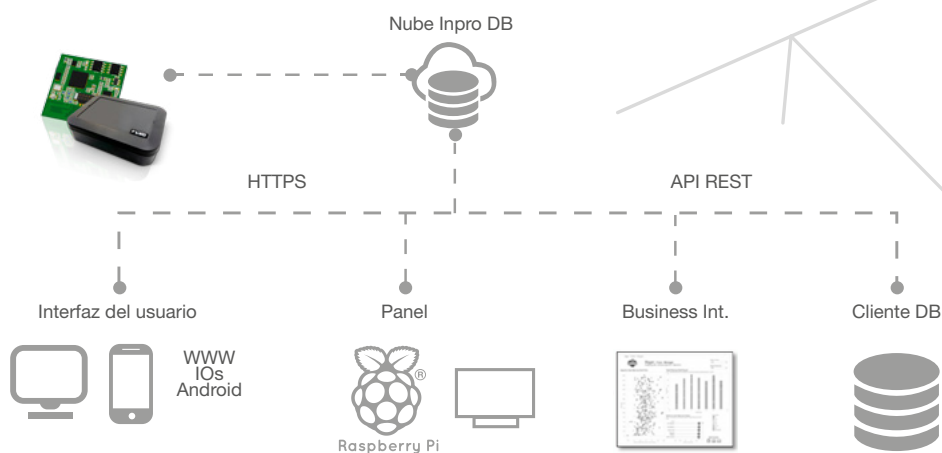 Nube Inpro DB
HTTPS
API REST
Interfaz del usuario
Panel
Business Int.
Cliente DB
WWW
IOs
Android
®
Raspberry Pi